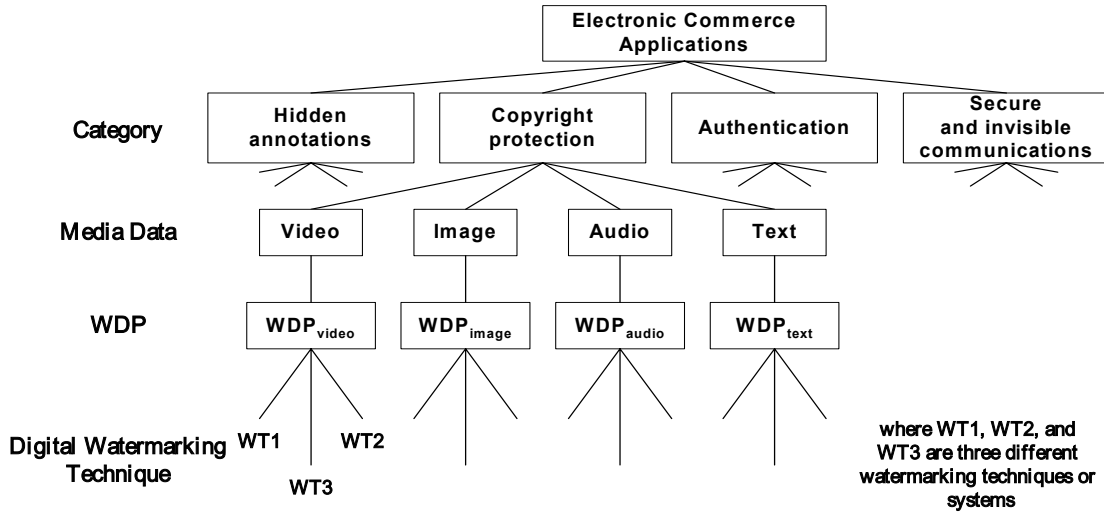 Electronic Commerce
Applications
Category
Hidden
annotations
Copyright
protection
Authentication
Secure
and invisible
communications
Media Data
Video
Image
Audio
Text
WDP
WDPvideo
WDPimage
WDPaudio
WDPtext
Digital Watermarking
Technique
WT1
WT2
WT3
where WT1, WT2, and
WT3 are three different
watermarking techniques or
systems